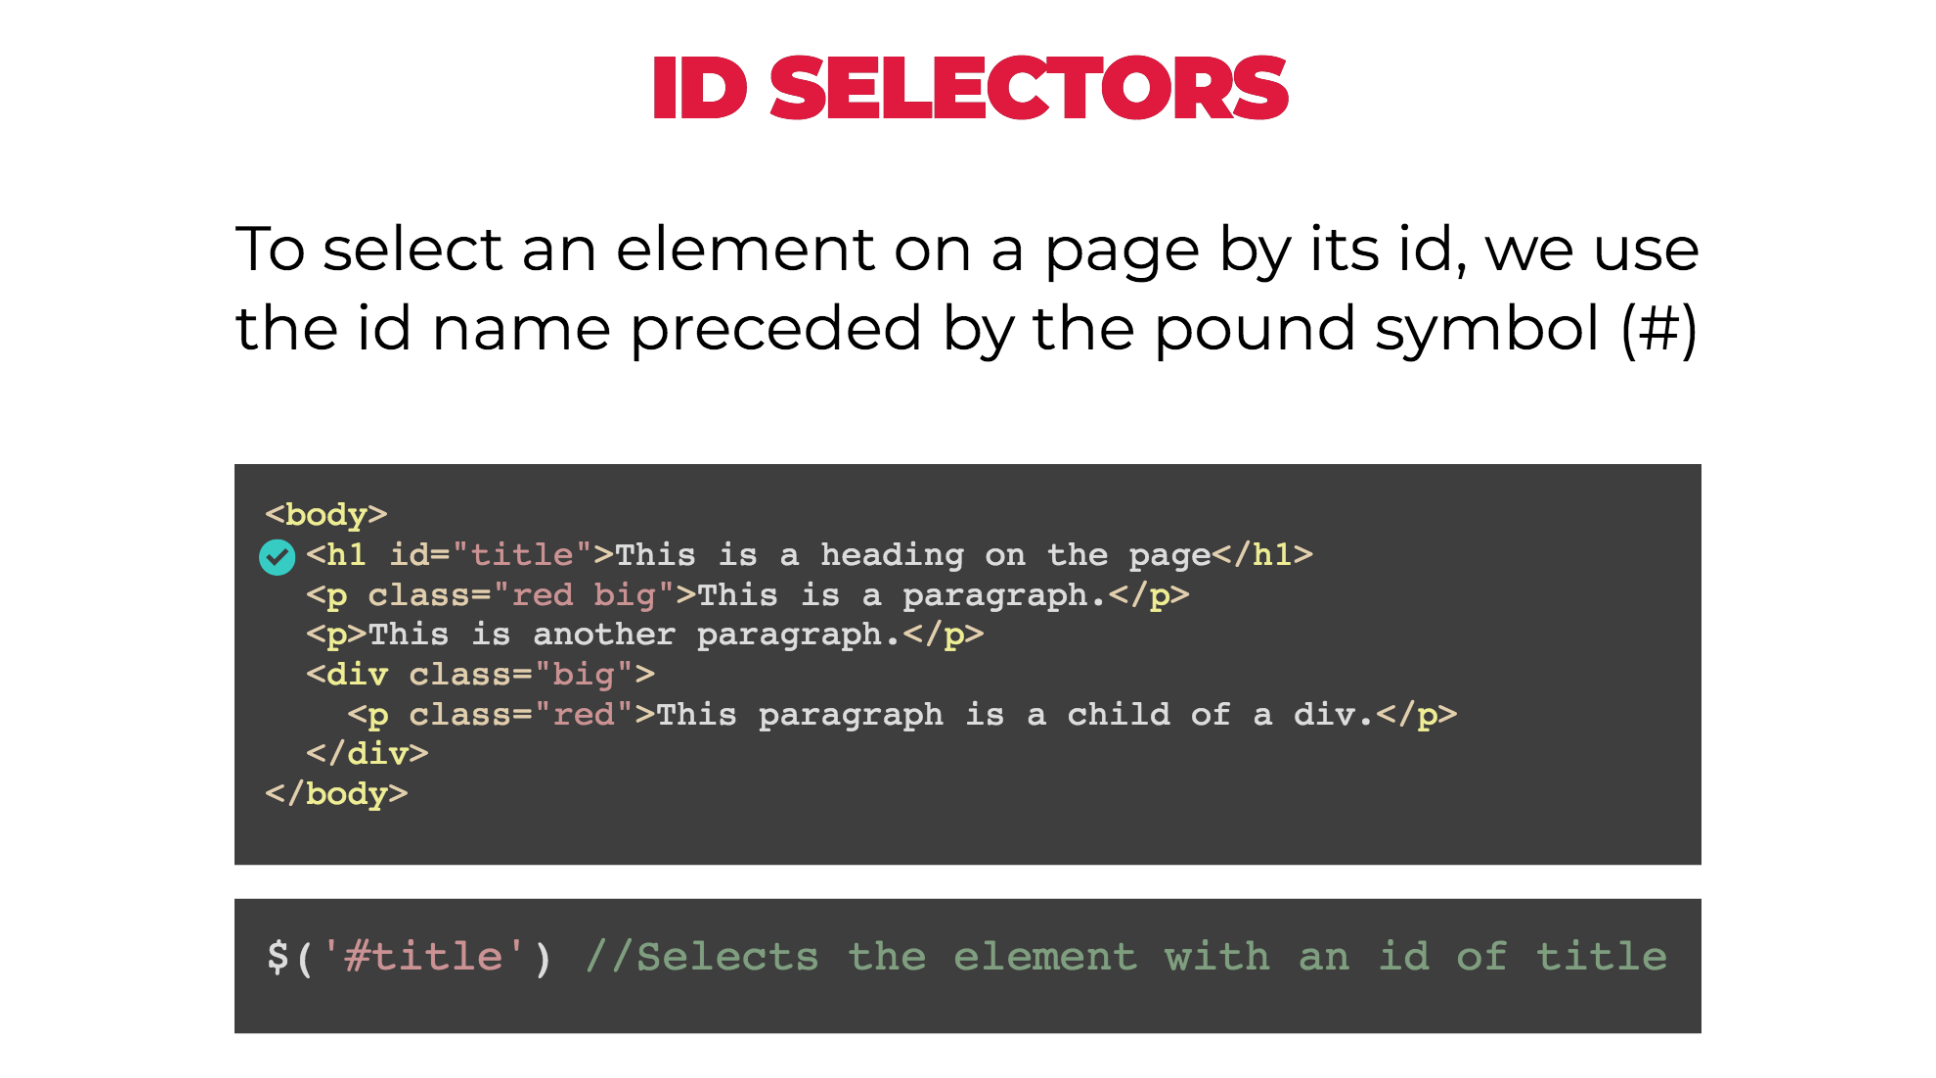 ID SELECTORS
To select an element on a page by its id, we use
the id name preceded by the pound symbol (#)
<body>
<h1 id="title">This is a heading on the page</h1>
<p class="red big">This is a paragraph.</p>
<p>This is another paragraph.</p>
<div class="big">
<p class="red">This paragraph is a child of a div.</p>
</div>
</body>
$('#title') //Selects the element with an id of title